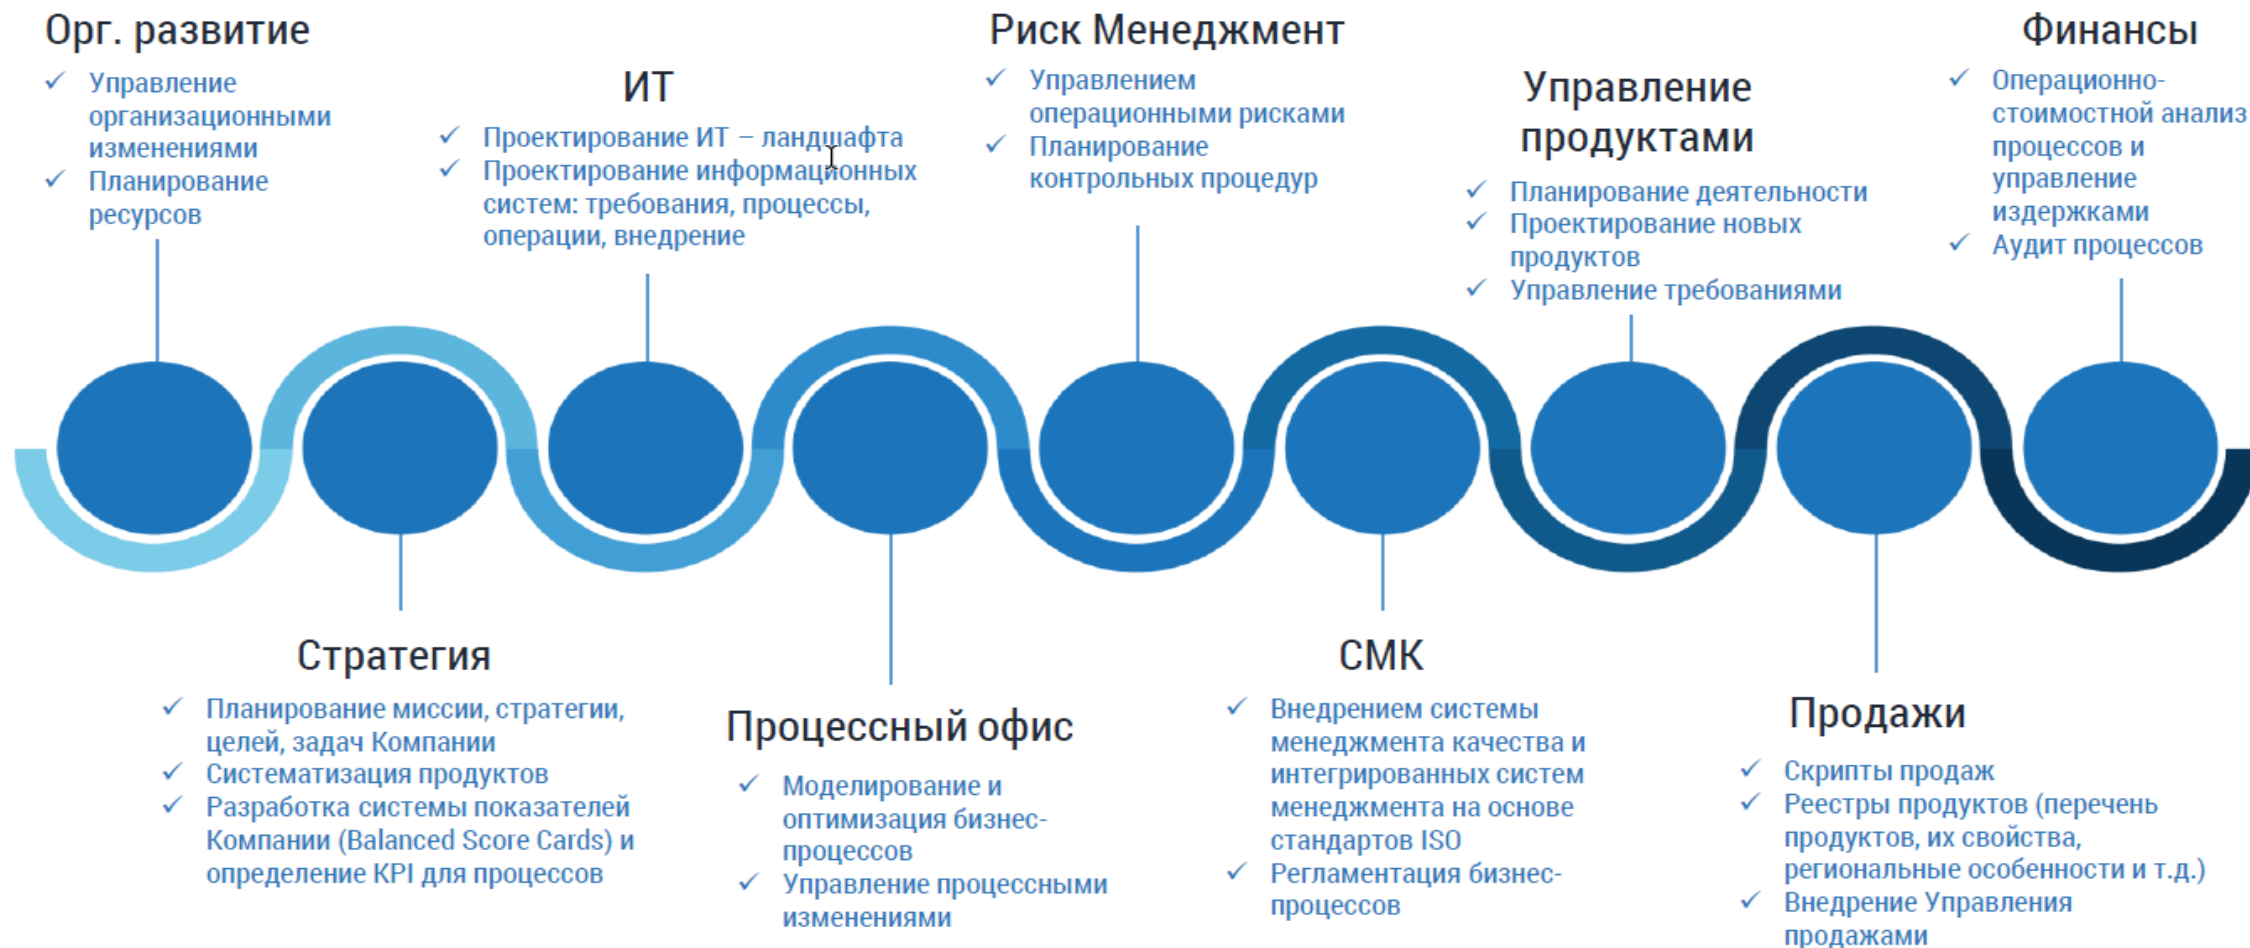 Орг. развитие
✓ Управление
организационными
изменениями
✓ Планирование
ресурсов
ИТ
✓ Проектирование ИТ – ландшафта
✓ Проектирование информационных
систем: требования, процессы,
операции, внедрение
Риск Менеджмент
✓ Управлением
операционными рисками
✓ Планирование
контрольных процедур
Управление
продуктами
✓ Планирование деятельности
✓ Проектирование новых
продуктов
✓ Управление требованиями
Финансы
✓ Операционно-
стоимостной анализ
процессов и
управление
издержками
✓ Аудит процессов
Стратегия
✓ Планирование миссии, стратегии,
целей, задач Компании
✓ Систематизация продуктов
✓ Разработка системы показателей
Компании (Balanced Score Cards) и
определение KPI для процессов
Процессный офис
✓ Моделирование и
оптимизация бизнес-
процессов
✓ Управление процессными
изменениями
СМК
✓ Внедрением системы
менеджмента качества и
интегрированных систем
менеджмента на основе
стандартов ISO
✓ Регламентация бизнес-
процессов
Продажи
✓ Скрипты продаж
✓ Реестры продуктов (перечень
продуктов, их свойства,
региональные особенности и т.д.)
✓ Внедрение Управления
продажами